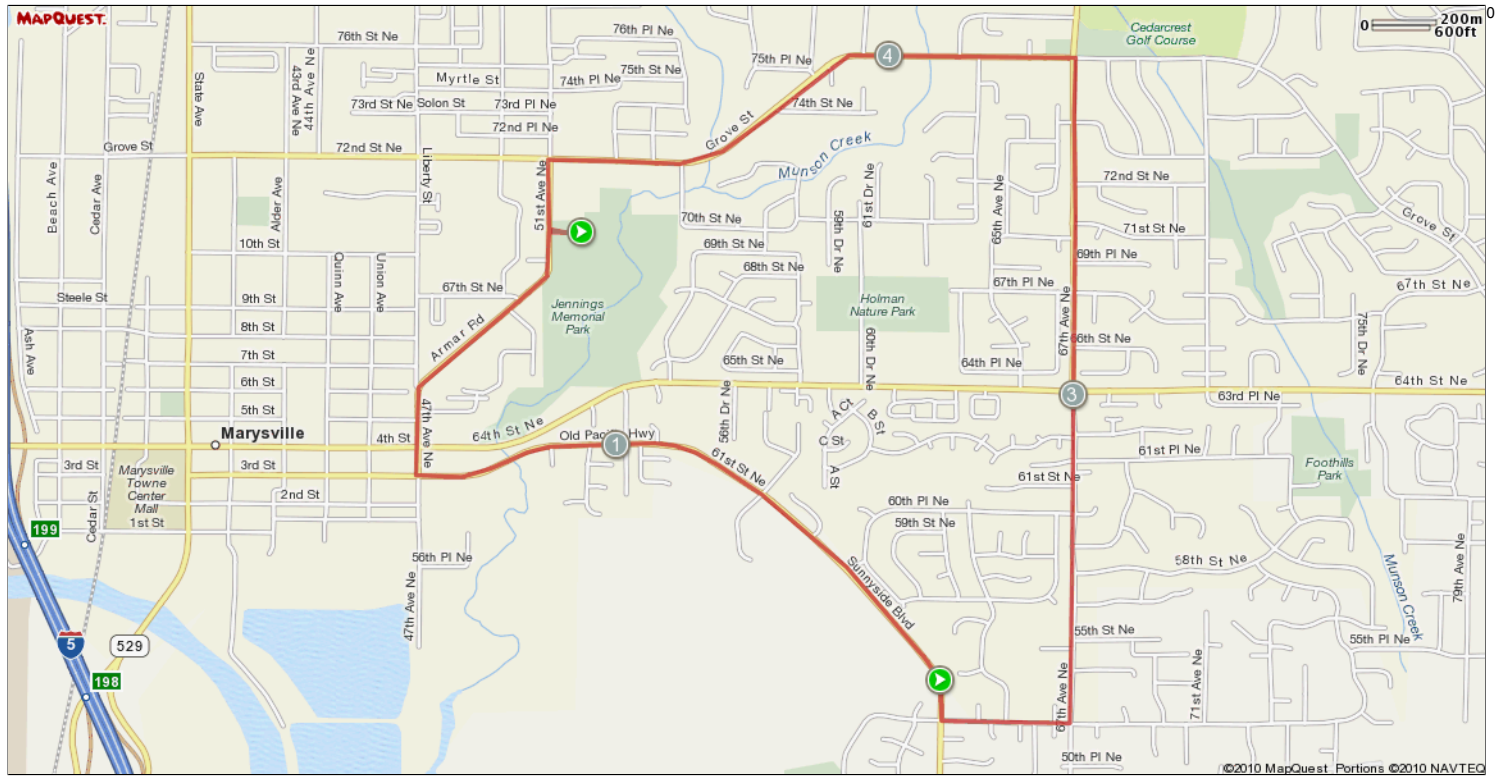 MAPQUEST.
0
200m
600ft
0
Cedarcrest
Golf Course
76th St Ne
76th Pl Ne
State Ave
43rd Ave Ne
44th Ave Ne
75th Pl Ne
75th St Ne
Myrtle St
74th Pl Ne
4
73rd St Ne
Solon St
73rd Pl Ne
74th St Ne
72nd Pl Ne
Grove St
Grove St
72nd St Ne
Munson Creek
Liberty St
Beach Ave
Cedar Ave
Alder Ave
51st Ave Ne
72nd St Ne
61st Dr Ne
59th Dr Ne
65th Ave Ne
70th St Ne
Grove St
71st St Ne
10th St
69th St Ne
69th Pl Ne
Quinn Ave
Union Ave
68th St Ne
67th St Ne
67th Pl Ne
67th St Ne
Steele St
9th St
Jennings
Memorial
Park
Holman
Nature Park
67th Ave Ne
75th Dr Ne
8th St
Armar Rd
66th St Ne
Ash Ave
7th St
60th Dr Ne
65th St Ne
64th Pl Ne
6th St
64th St Ne
3
63rd Pl Ne
5th St
47th Ave Ne
56th Dr Ne
A Ct
B St
Marysville
4th St
64th St Ne
Old Pacific Hwy
1
C St
61st Pl Ne
3rd St
3rd St
Marysville
Towne
Center
Mall
61st St Ne
A St
61st St Ne
Foothills
Park
2nd St
Cedar St
1st St
60th Pl Ne
59th St Ne
199
56th Pl Ne
58th St Ne
Munson Creek
79th Ave Ne
47th Ave Ne
Sunnyside Blvd
55th St Ne
55th Pl Ne
5
529
198
67th Ave Ne
71st Ave Ne
50th Pl Ne
©2010 MapQuest Portions ©2010 NAVTEQ